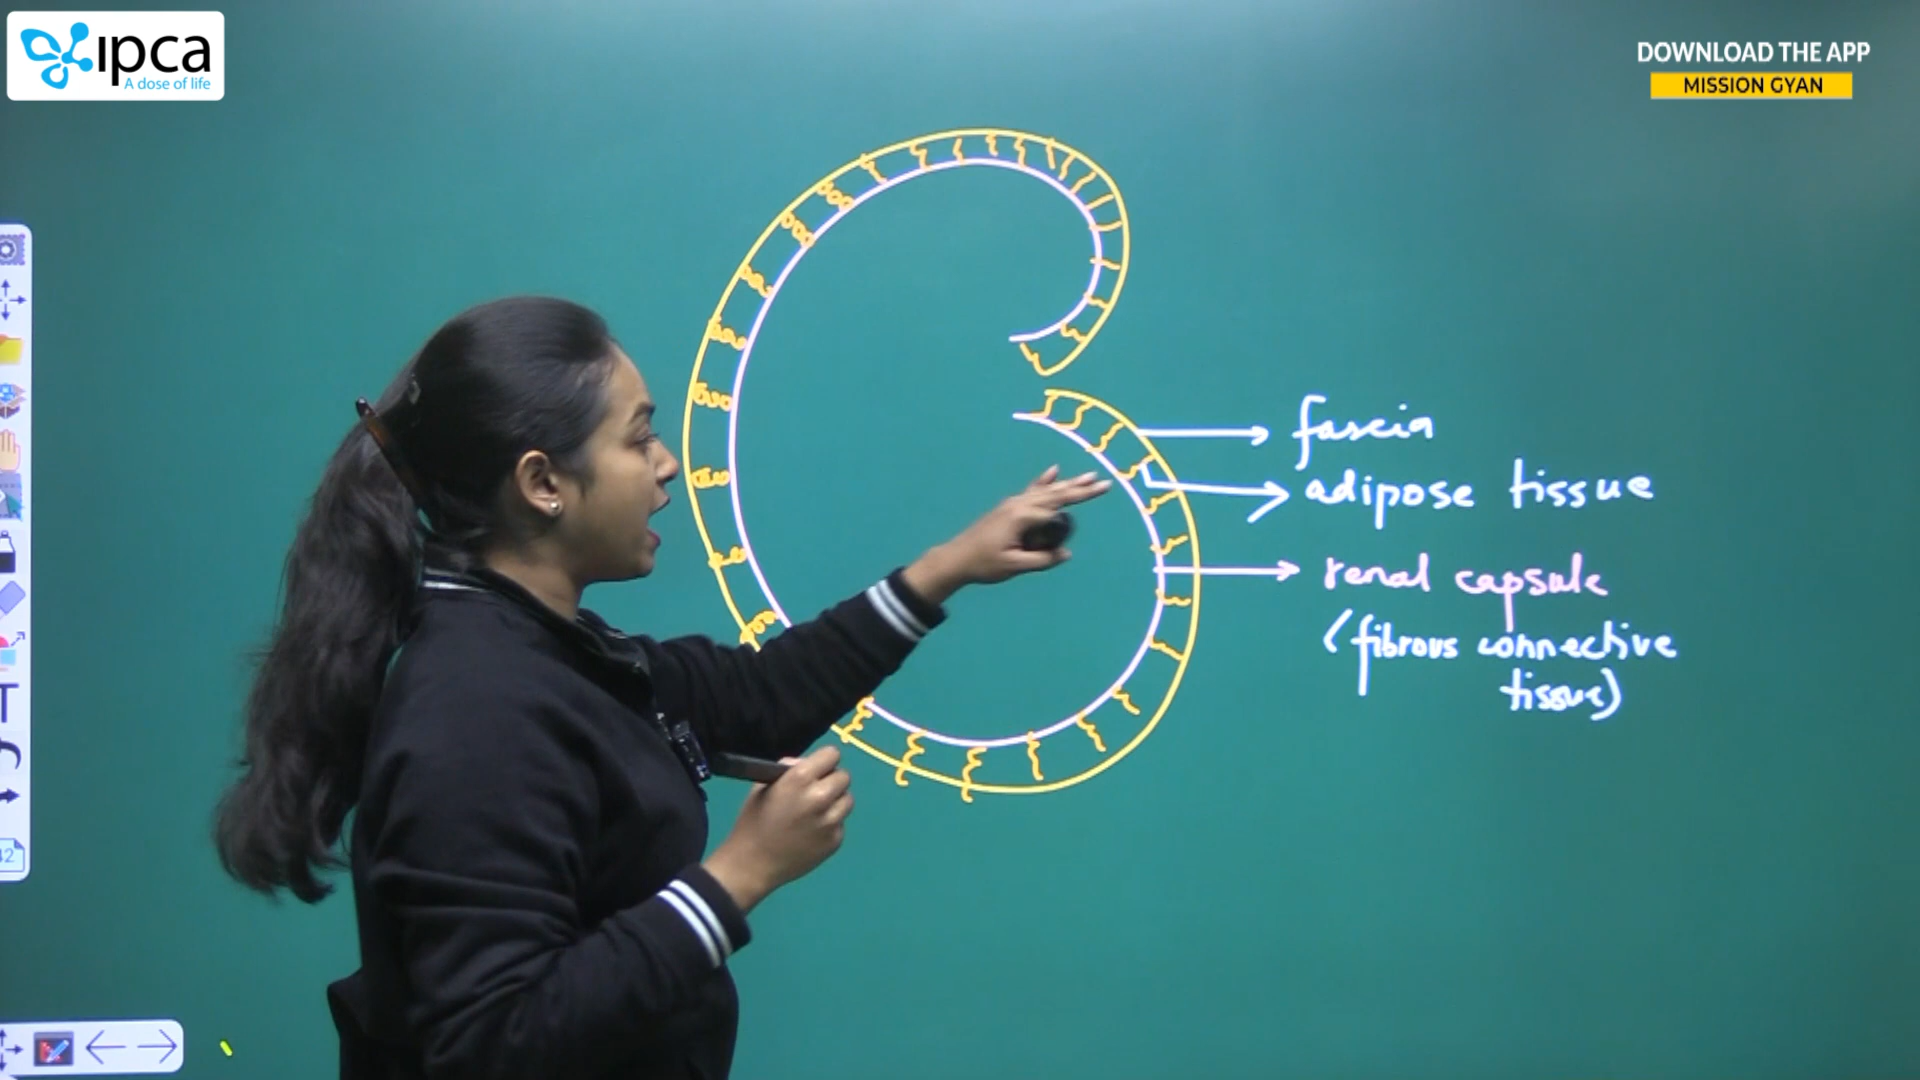 ipca
A dose of life
DOWNLOAD THE APP
MISSION GYAN
fascia
adipose tissue
renal capsule
(fibrous connective
tissue)
T